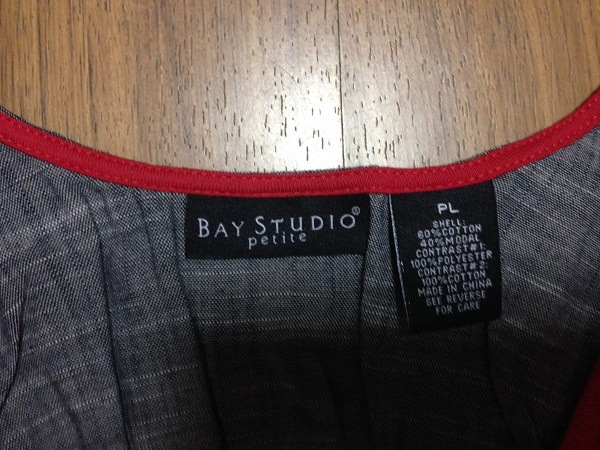 BAY STUDIO®
petite
PL
SHELL:
60%COTTON
40%MODAL
CONTRAST#1:
100%POLYESTER
CONTRAST#2:
100%COTTON
MADE IN CHINA
SEE REVERSE
FOR CARE